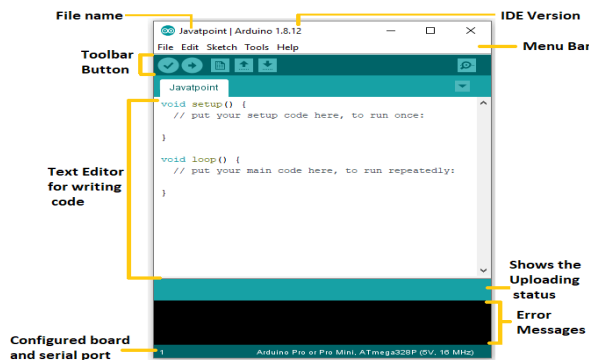 File name
IDE Version
Javatpoint | Arduino 1.8.12
File Edit Sketch Tools Help
Menu Bar
Toolbar
Button
Javatpoint
void setup() {
// put your setup code here, to run once:
}
void loop() {
// put your main code here, to run repeatedly:
}
Text Editor
for writing
code
Shows the
Uploading
status
Error
Messages
Configured board
and serial port
1
Arduino Pro or Pro Mini, ATmega328P (5V, 16 MHz)